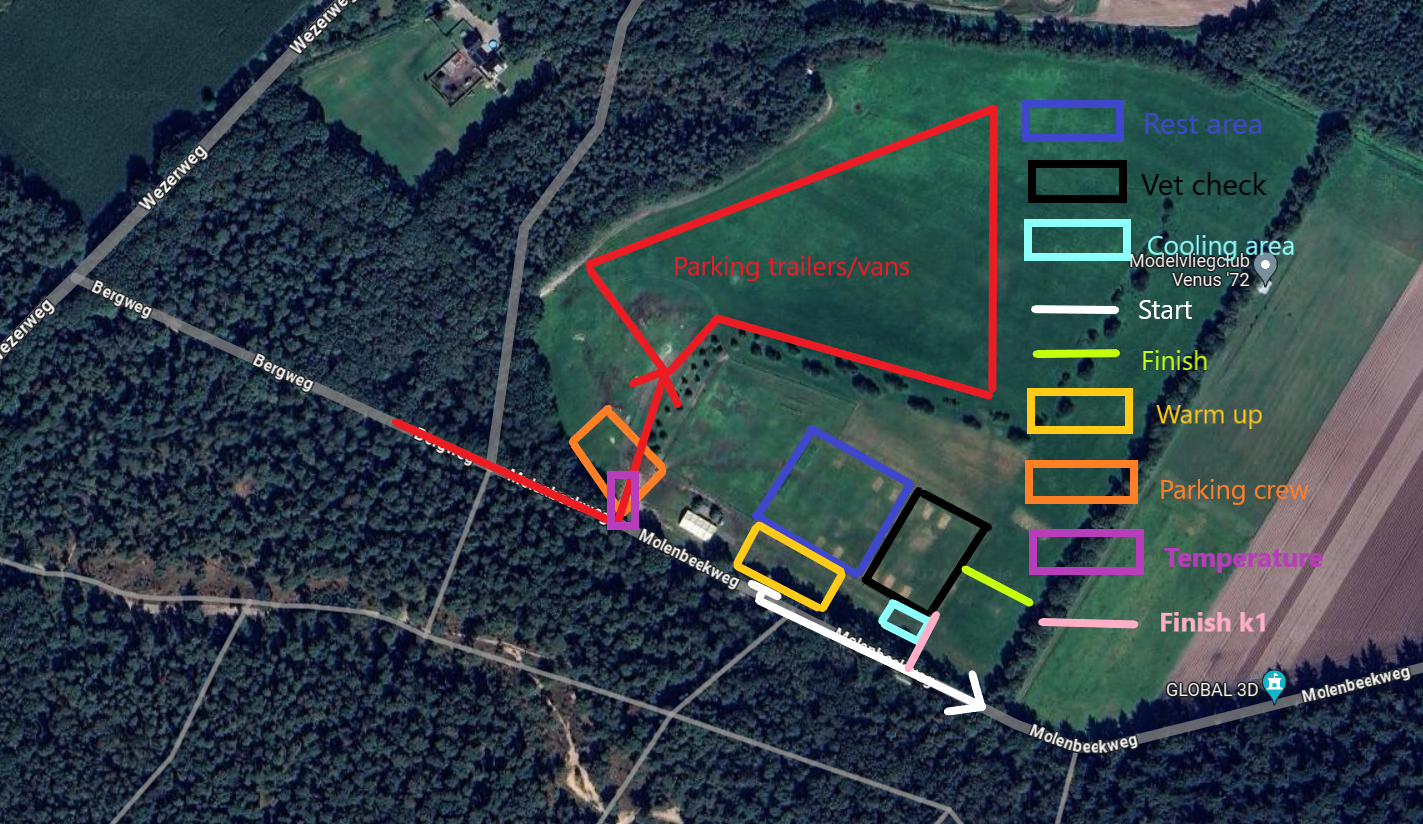 Wezerweg
Wezerweg
Bergweg
Bergweg
Molenbeekweg
Molenbeekweg
Molenbeekweg
Parking trailers/vans
Rest area
Vet check
Cooling area
Modelvliegclub
Venus '72
Start
Finish
Warm up
Parking crew
Temperature
Finish k1
GLOBAL 3D
Molenbeekweg